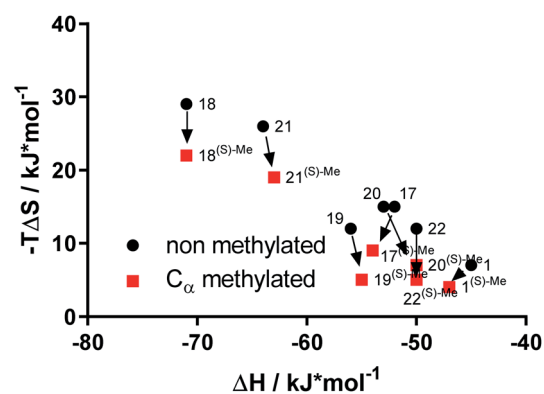 40
30
20
10
0
-TΔS / kJ*mol⁻¹
18
21
18(S)-Me
21(S)-Me
20 17
19
22
non methylated
17(S)-Me
20(S)-Me
1
Cα methylated
19(S)-Me
22(S)-Me
1(S)-Me
-80 -70 -60 -50 -40
ΔH / kJ*mol⁻¹